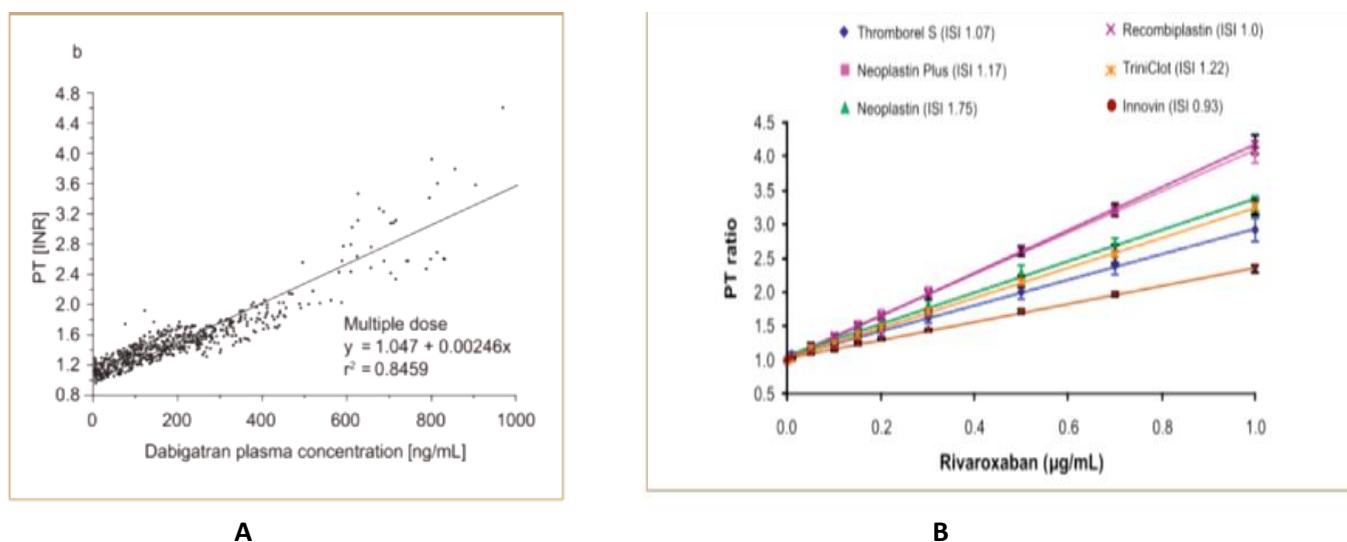 b
4.8
4.4
4.0
3.6
3.2
2.8
2.4
2.0
1.6
1.2
0.8
PT [INR]
Multiple dose
y = 1.047 + 0.00246x
r² = 0.8459
0 200 400 600 800 1000
Dabigatran plasma concentration [ng/mL]
A
Thromborel S (ISI 1.07)
Neoplastin Plus (ISI 1.17)
Neoplastin (ISI 1.75)
Recombiplastin (ISI 1.0)
TriniClot (ISI 1.22)
Innovin (ISI 0.93)
4.5
4.0
3.5
3.0
2.5
2.0
1.5
1.0
0.5
PT ratio
0.0 0.2 0.4 0.6 0.8 1.0
Rivaroxaban (µg/mL)
B